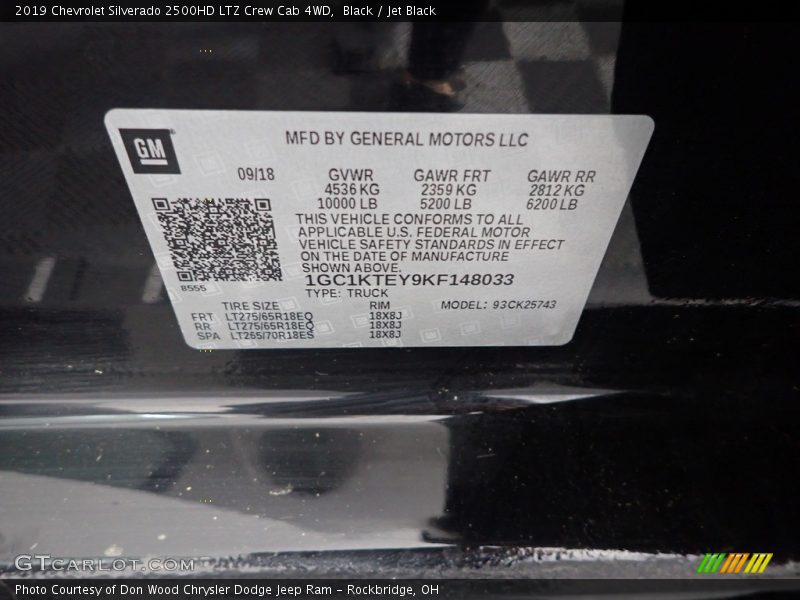 2019 Chevrolet Silverado 2500HD LTZ Crew Cab 4WD, Black / Jet Black
GM
MFD BY GENERAL MOTORS LLC
09/18 GVWR GAWR FRT GAWR RR
4536 KG 2359 KG 2812 KG
10000 LB 5200 LB 6200 LB
THIS VEHICLE CONFORMS TO ALL
APPLICABLE U.S. FEDERAL MOTOR
VEHICLE SAFETY STANDARDS IN EFFECT
ON THE DATE OF MANUFACTURE
SHOWN ABOVE.
8555
1GC1KTEY9KF148033
TYPE: TRUCK
TIRE SIZE RIM MODEL: 93CK25743
FRT LT275/65R18EQ 18X8J
RR LT275/65R18EQ 18X8J
SPA LT265/70R18ES 18X8J
GTCARLOT.COM
Photo Courtesy of Don Wood Chrysler Dodge Jeep Ram – Rockbridge, OH